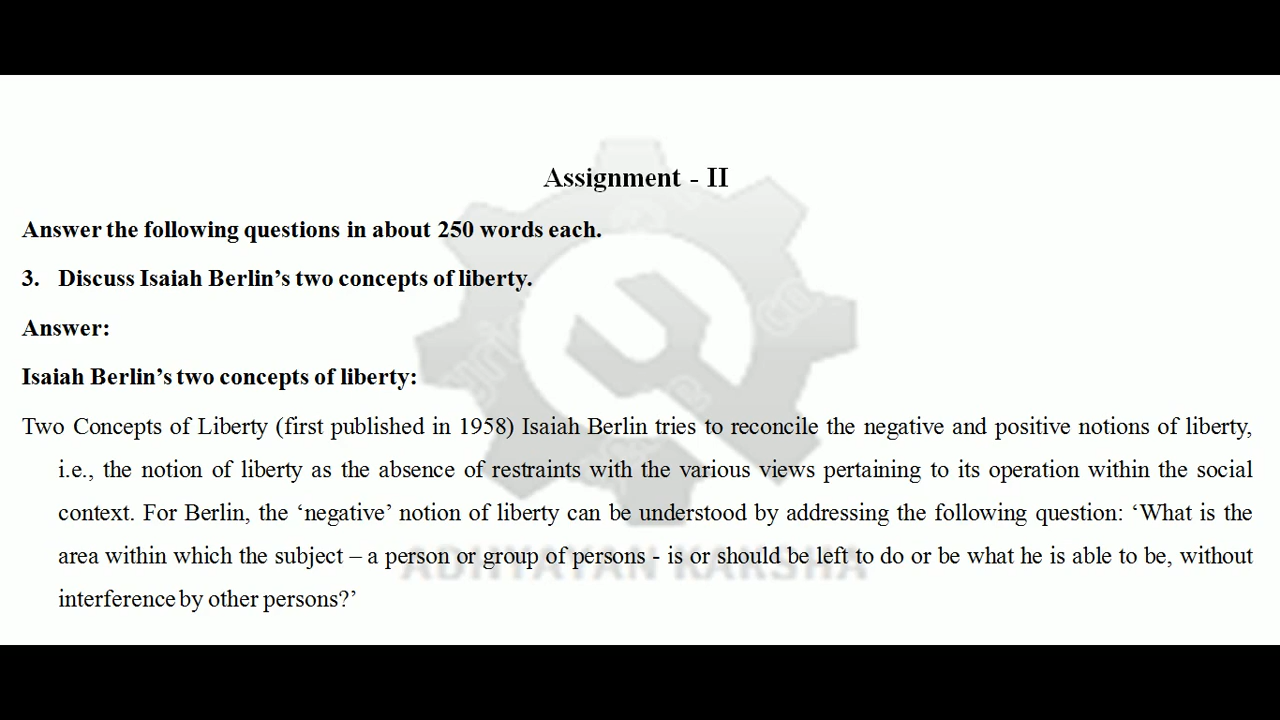 Assignment - II
Answer the following questions in about 250 words each.
3. Discuss Isaiah Berlin’s two concepts of liberty.
Answer:
Isaiah Berlin’s two concepts of liberty:
Two Concepts of Liberty (first published in 1958) Isaiah Berlin tries to reconcile the negative and positive notions of liberty,
i.e., the notion of liberty as the absence of restraints with the various views pertaining to its operation within the social
context. For Berlin, the ‘negative’ notion of liberty can be understood by addressing the following question: ‘What is the
area within which the subject – a person or group of persons - is or should be left to do or be what he is able to be, without
interference by other persons?’
ADHYAYAN KAKSHA